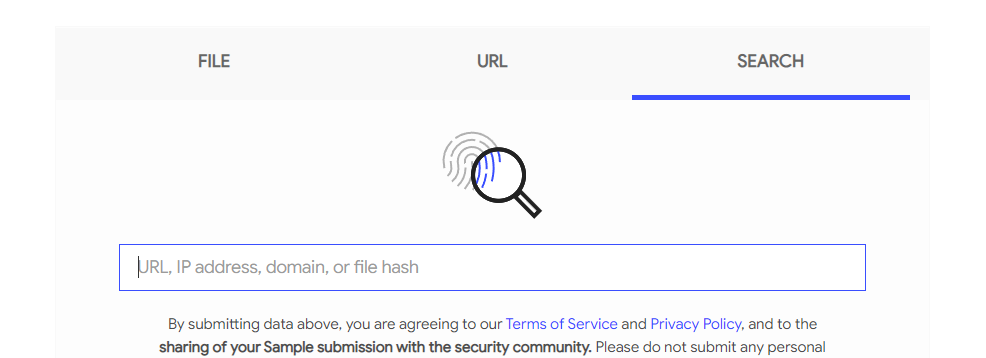 FILE URL SEARCH
URL, IP address, domain, or file hash
By submitting data above, you are agreeing to our Terms of Service and Privacy Policy, and to the
sharing of your Sample submission with the security community. Please do not submit any personal